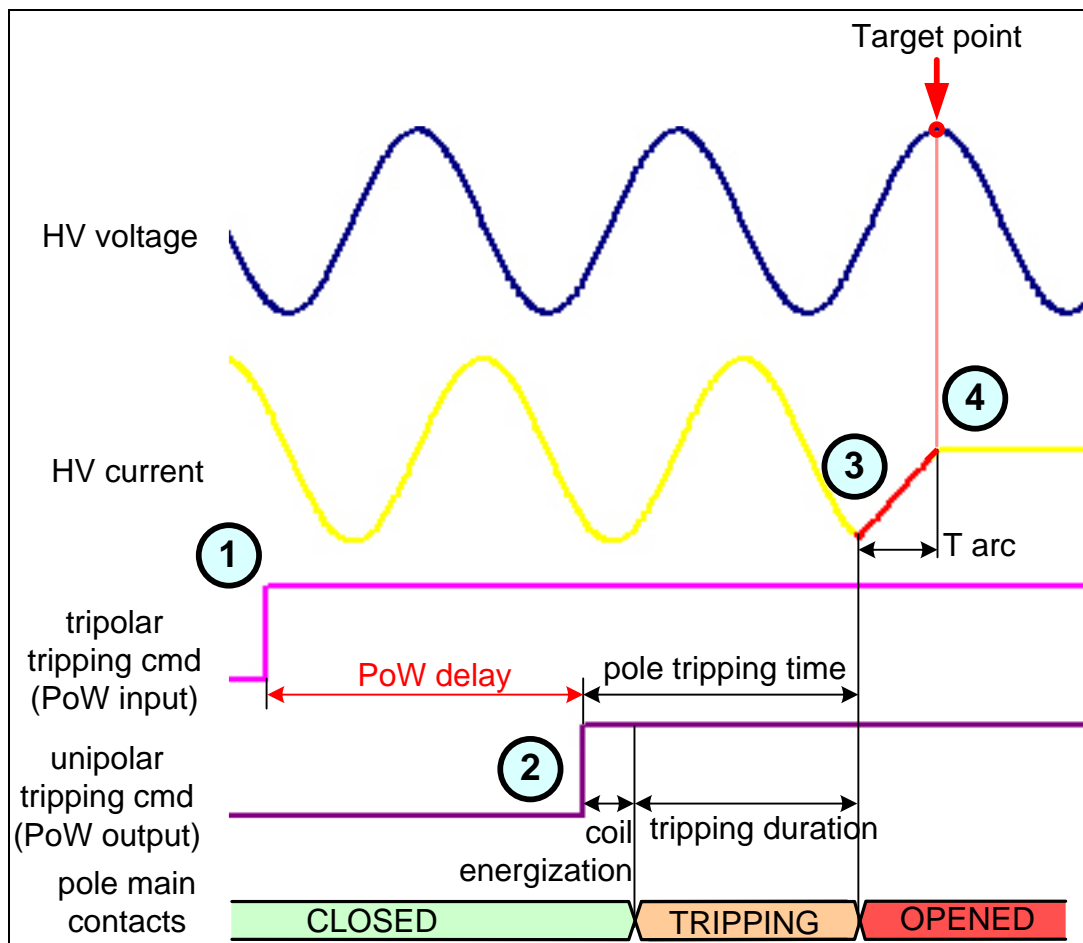 Target point
HV voltage
4
3
HV current
1
T arc
tripolar
tripping cmd
(PoW input)
PoW delay
pole tripping time
2
unipolar
tripping cmd
(PoW output)
coil
energization
tripping duration
pole main
contacts
CLOSED
TRIPPING
OPENED